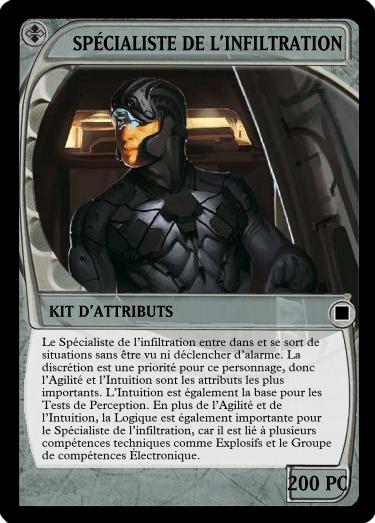 SPÉCIALISTE DE L'INFILTRATION
KIT D'ATTRIBUTS
Le Spécialiste de l'infiltration entre dans et se sort de
situations sans être vu ni déclencher d'alarme. La
discrétion est une priorité pour ce personnage, donc
l'Agilité et l'Intuition sont les attributs les plus
importants. L'Intuition est également la base pour les
Tests de Perception. En plus de l'Agilité et de
l'Intuition, la Logique est également importante pour
le Spécialiste de l'infiltration, car il est lié à plusieurs
compétences techniques comme Explosifs et le Groupe
de compétences Électronique.
200 PC